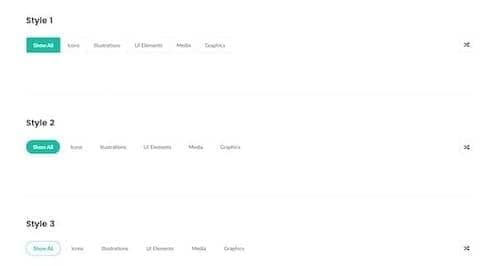 Style 1
Show All Icons Illustrations UI Elements Media Graphics
Style 2
Show All Icons Illustrations UI Elements Media Graphics
Style 3
Show All Icons Illustrations UI Elements Media Graphics